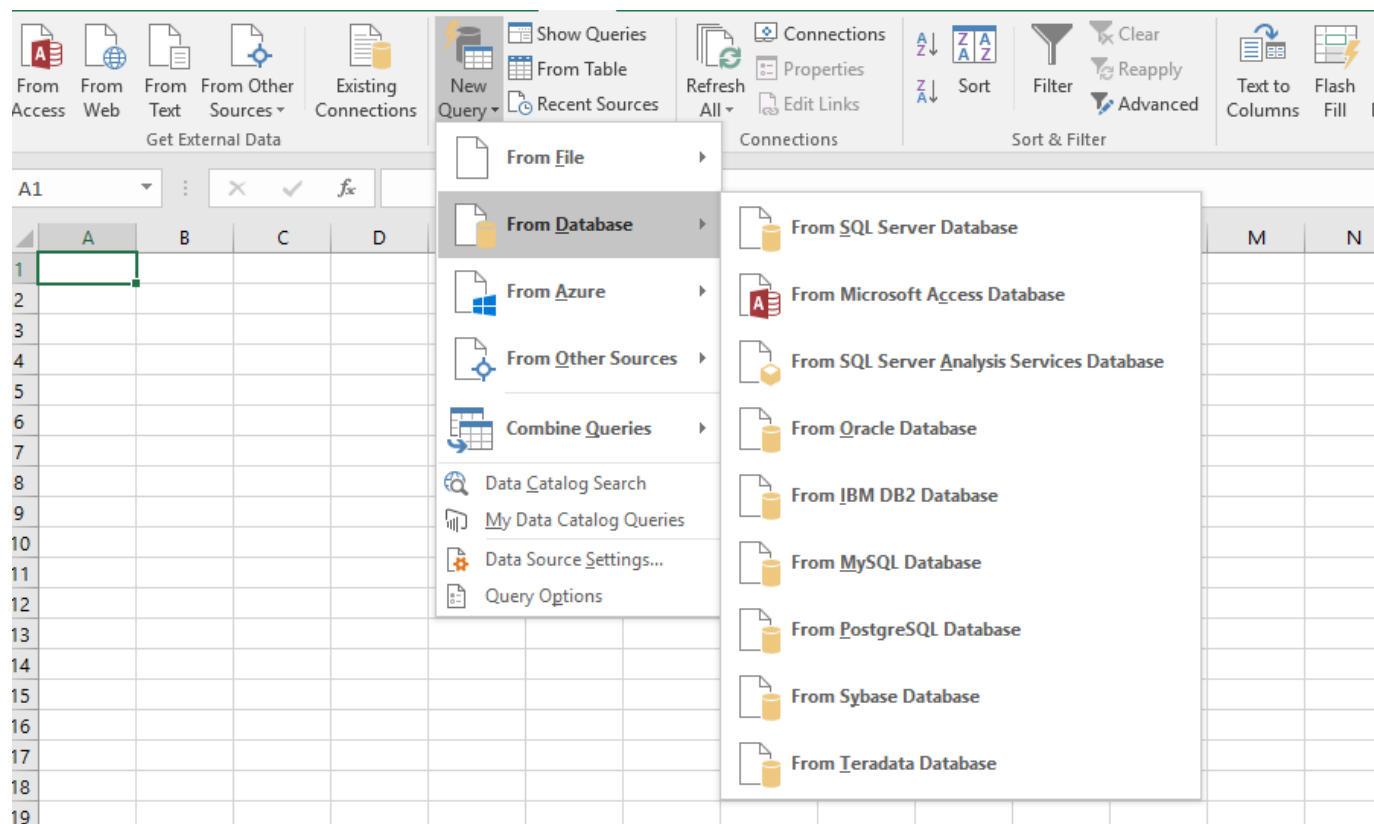 From Access
From Web
From Text
From Other Sources
Existing Connections
Get External Data
New Query
Show Queries
From Table
Recent Sources
Refresh All
Connections
Properties
Edit Links
Connections
Sort
Filter
Clear
Reapply
Advanced
Sort & Filter
Text to Columns
Flash Fill
A1
fx
A B C D M N
1
2
3
4
5
6
7
8
9
10
11
12
13
14
15
16
17
18
19
From File
From Database
From Azure
From Other Sources
Combine Queries
Data Catalog Search
My Data Catalog Queries
Data Source Settings...
Query Options
From SQL Server Database
From Microsoft Access Database
From SQL Server Analysis Services Database
From Oracle Database
From IBM DB2 Database
From MySQL Database
From PostgreSQL Database
From Sybase Database
From Teradata Database